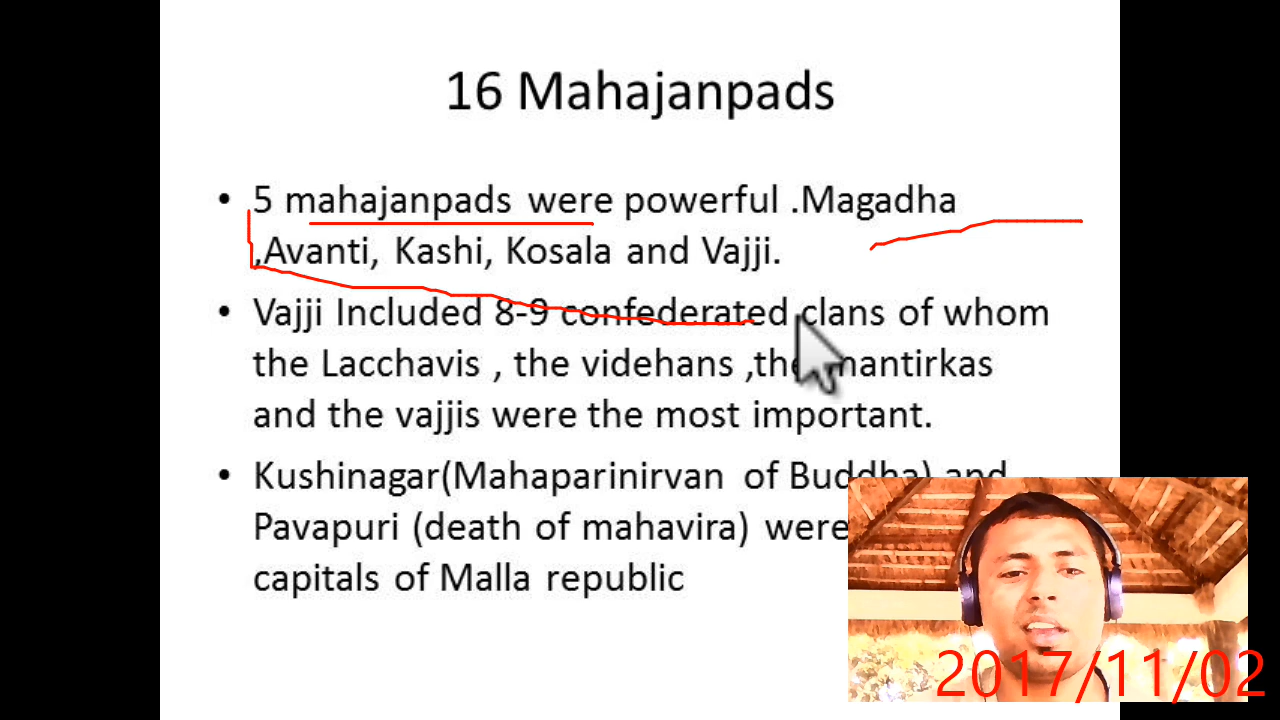 16 Mahajanpads
• 5 mahajanpads were powerful .Magadha
,Avanti, Kashi, Kosala and Vajji.
• Vajji Included 8-9 confederated clans of whom
the Lacchavis , the videhans ,the mantirkas
and the vajjis were the most important.
• Kushinagar(Mahaparinirvan of Buddha) and
Pavapuri (death of mahavira) were
capitals of Malla republic
2017/11/02